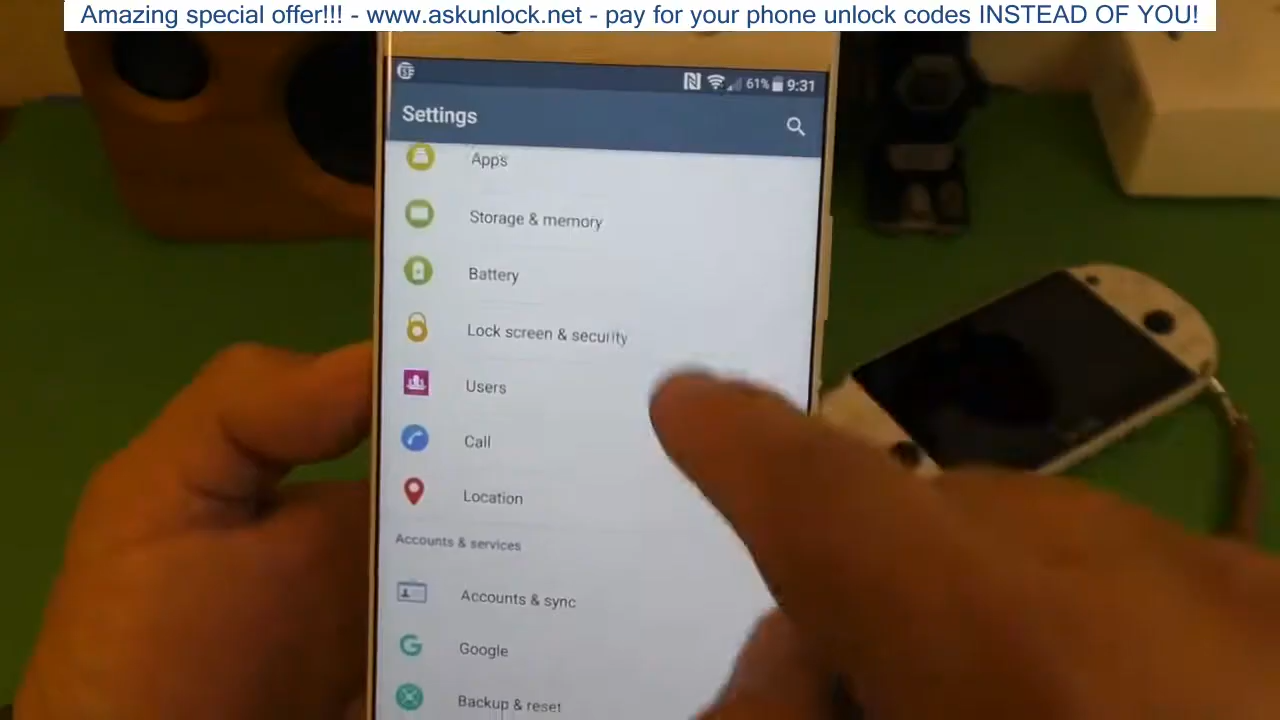 Amazing special offer!!! - www.askunlock.net - pay for your phone unlock codes INSTEAD OF YOU!
61% 9:31
Settings
Apps
Storage & memory
Battery
Lock screen & security
Users
Call
Location
Accounts & services
Accounts & sync
Google
Backup & reset